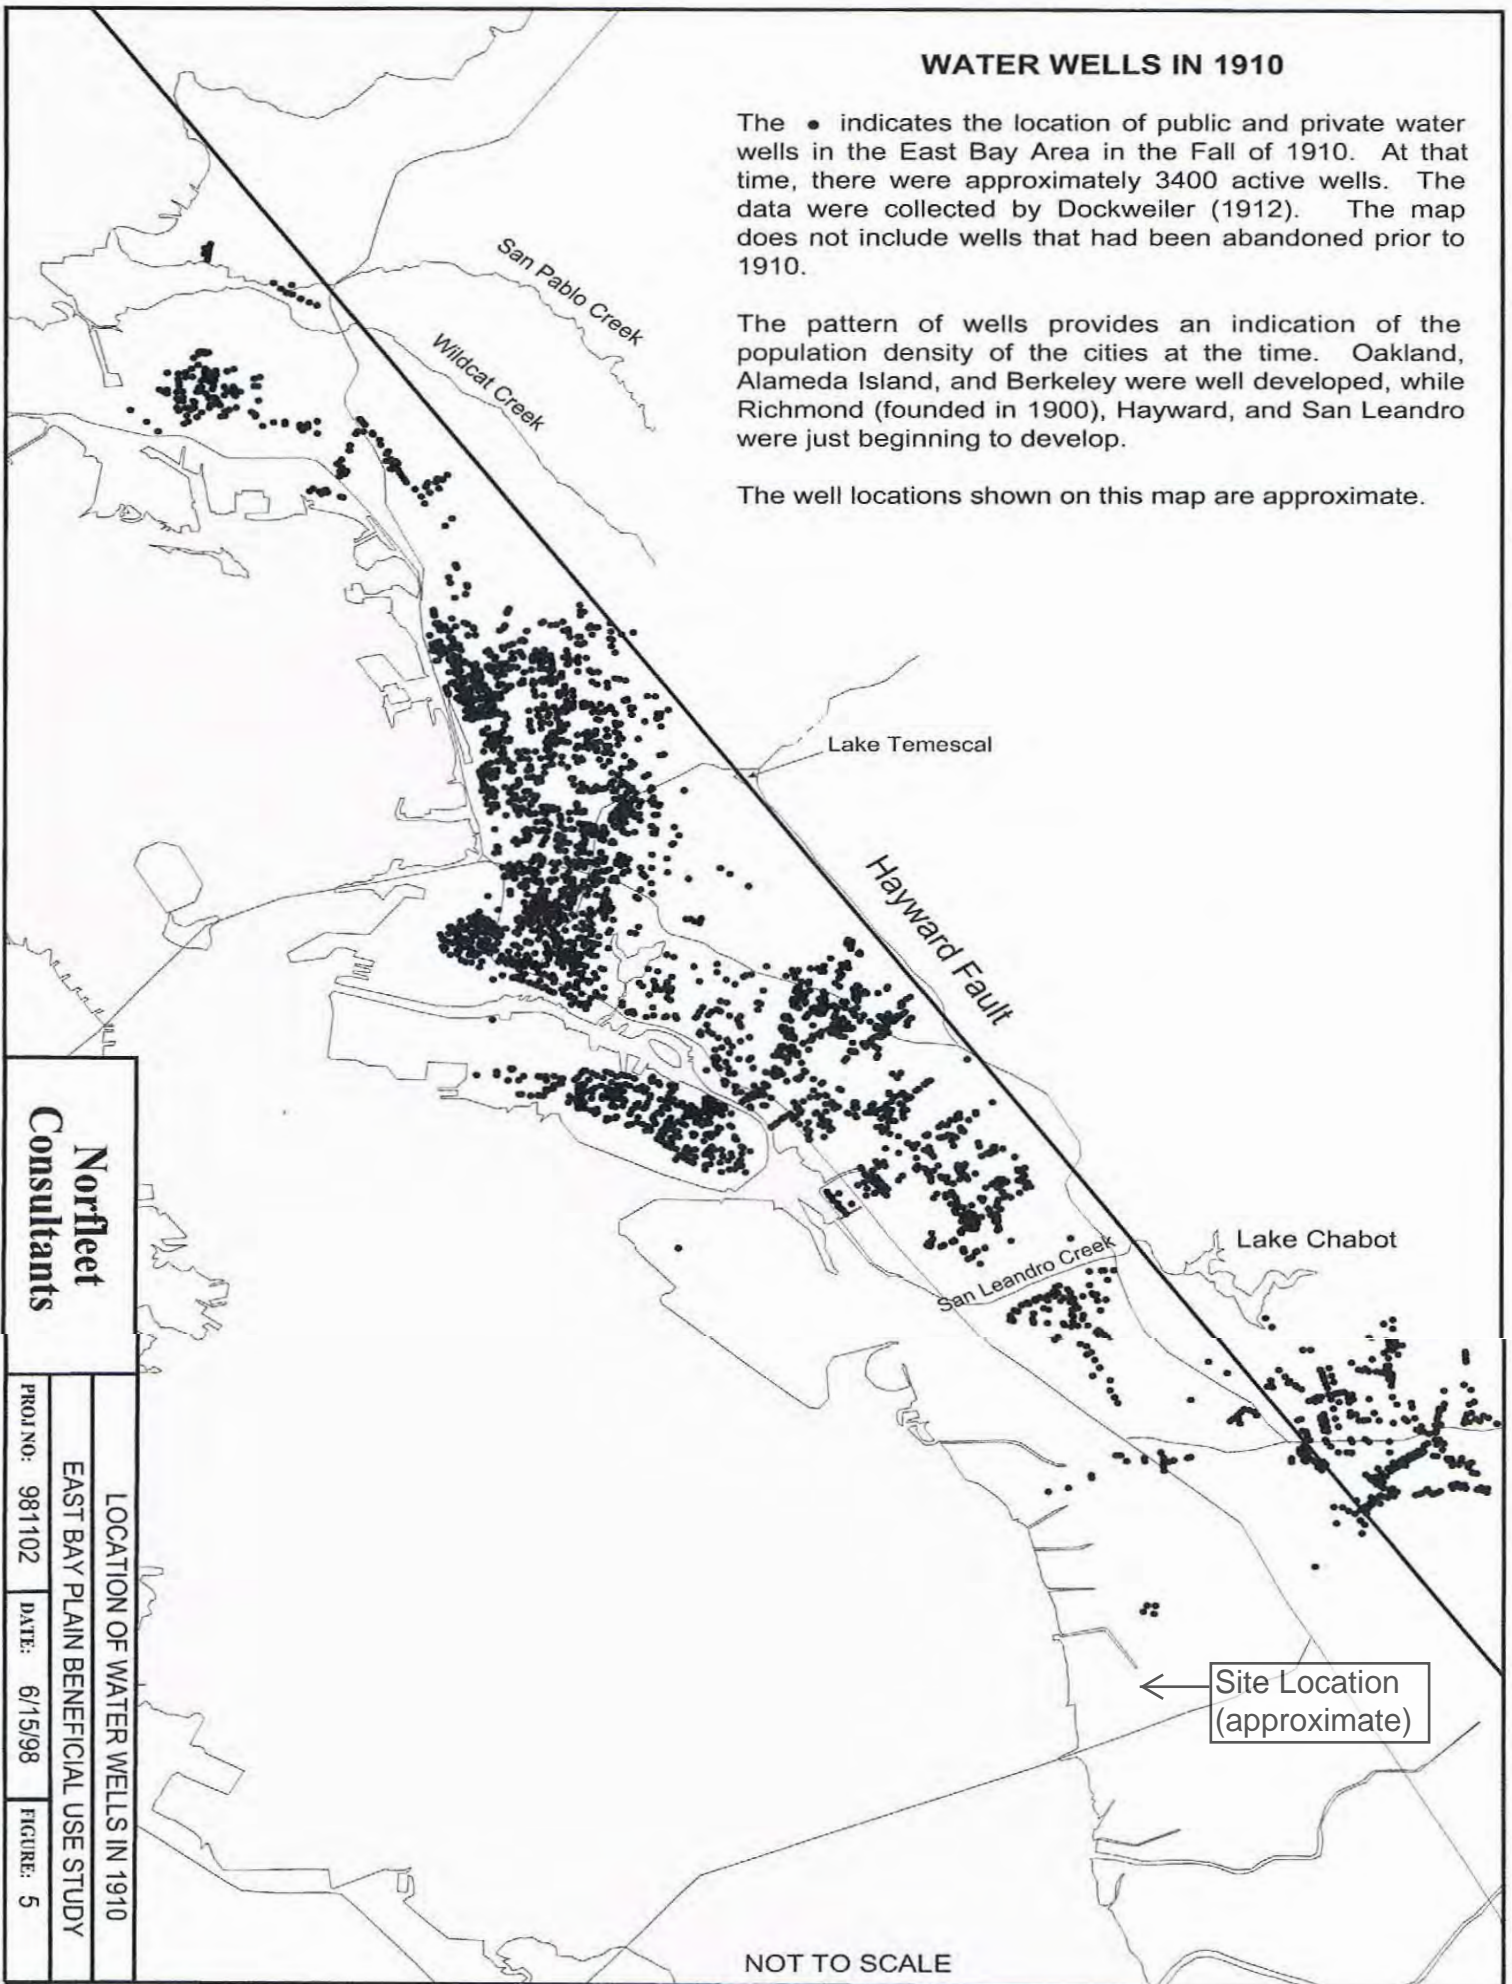 WATER WELLS IN 1910
The • indicates the location of public and private water
wells in the East Bay Area in the Fall of 1910. At that
time, there were approximately 3400 active wells. The
data were collected by Dockweiler (1912). The map
does not include wells that had been abandoned prior to
1910.
The pattern of wells provides an indication of the
population density of the cities at the time. Oakland,
Alameda Island, and Berkeley were well developed, while
Richmond (founded in 1900), Hayward, and San Leandro
were just beginning to develop.
The well locations shown on this map are approximate.
San Pablo Creek
Wildcat Creek
Lake Temescal
Hayward Fault
San Leandro Creek
Lake Chabot
Site Location
(approximate)
NOT TO SCALE
Norfleet
Consultants
LOCATION OF WATER WELLS IN 1910
EAST BAY PLAIN BENEFICIAL USE STUDY
PROJ NO: 981102 DATE: 6/15/98 FIGURE: 5